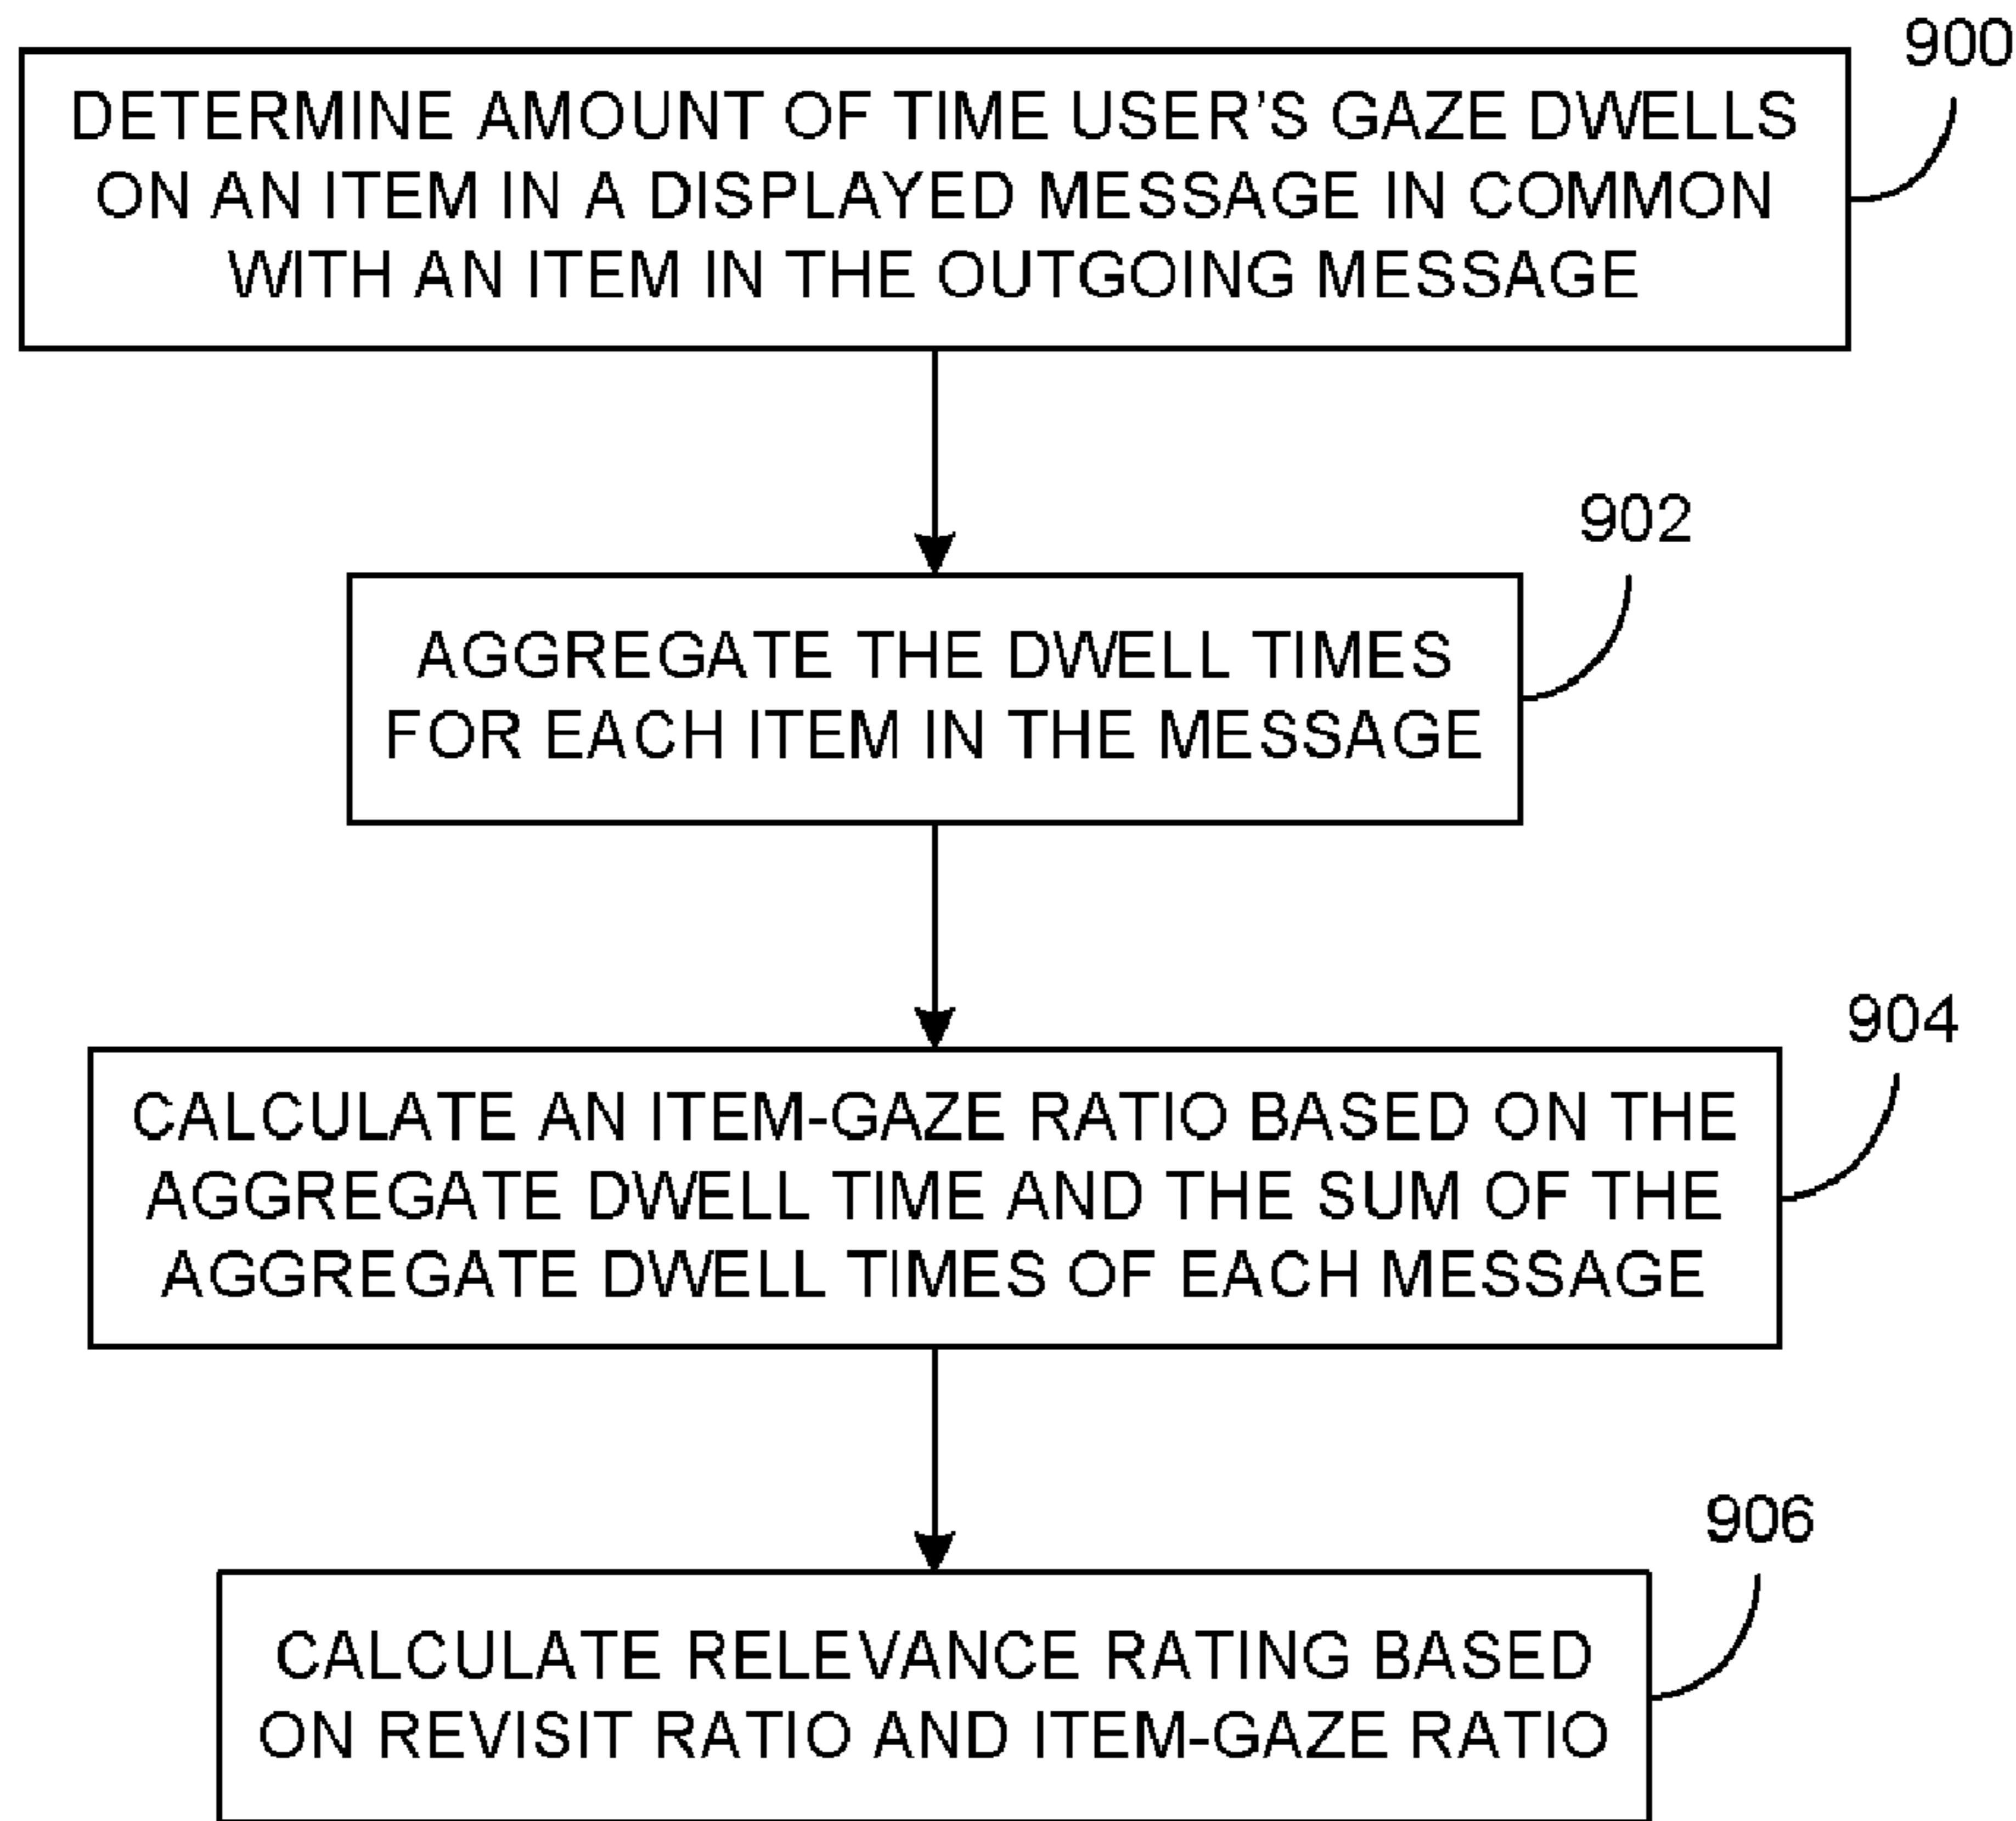 900
DETERMINE AMOUNT OF TIME USER'S GAZE DWELLS
ON AN ITEM IN A DISPLAYED MESSAGE IN COMMON
WITH AN ITEM IN THE OUTGOING MESSAGE
902
AGGREGATE THE DWELL TIMES
FOR EACH ITEM IN THE MESSAGE
904
CALCULATE AN ITEM-GAZE RATIO BASED ON THE
AGGREGATE DWELL TIME AND THE SUM OF THE
AGGREGATE DWELL TIMES OF EACH MESSAGE
906
CALCULATE RELEVANCE RATING BASED
ON REVISIT RATIO AND ITEM-GAZE RATIO